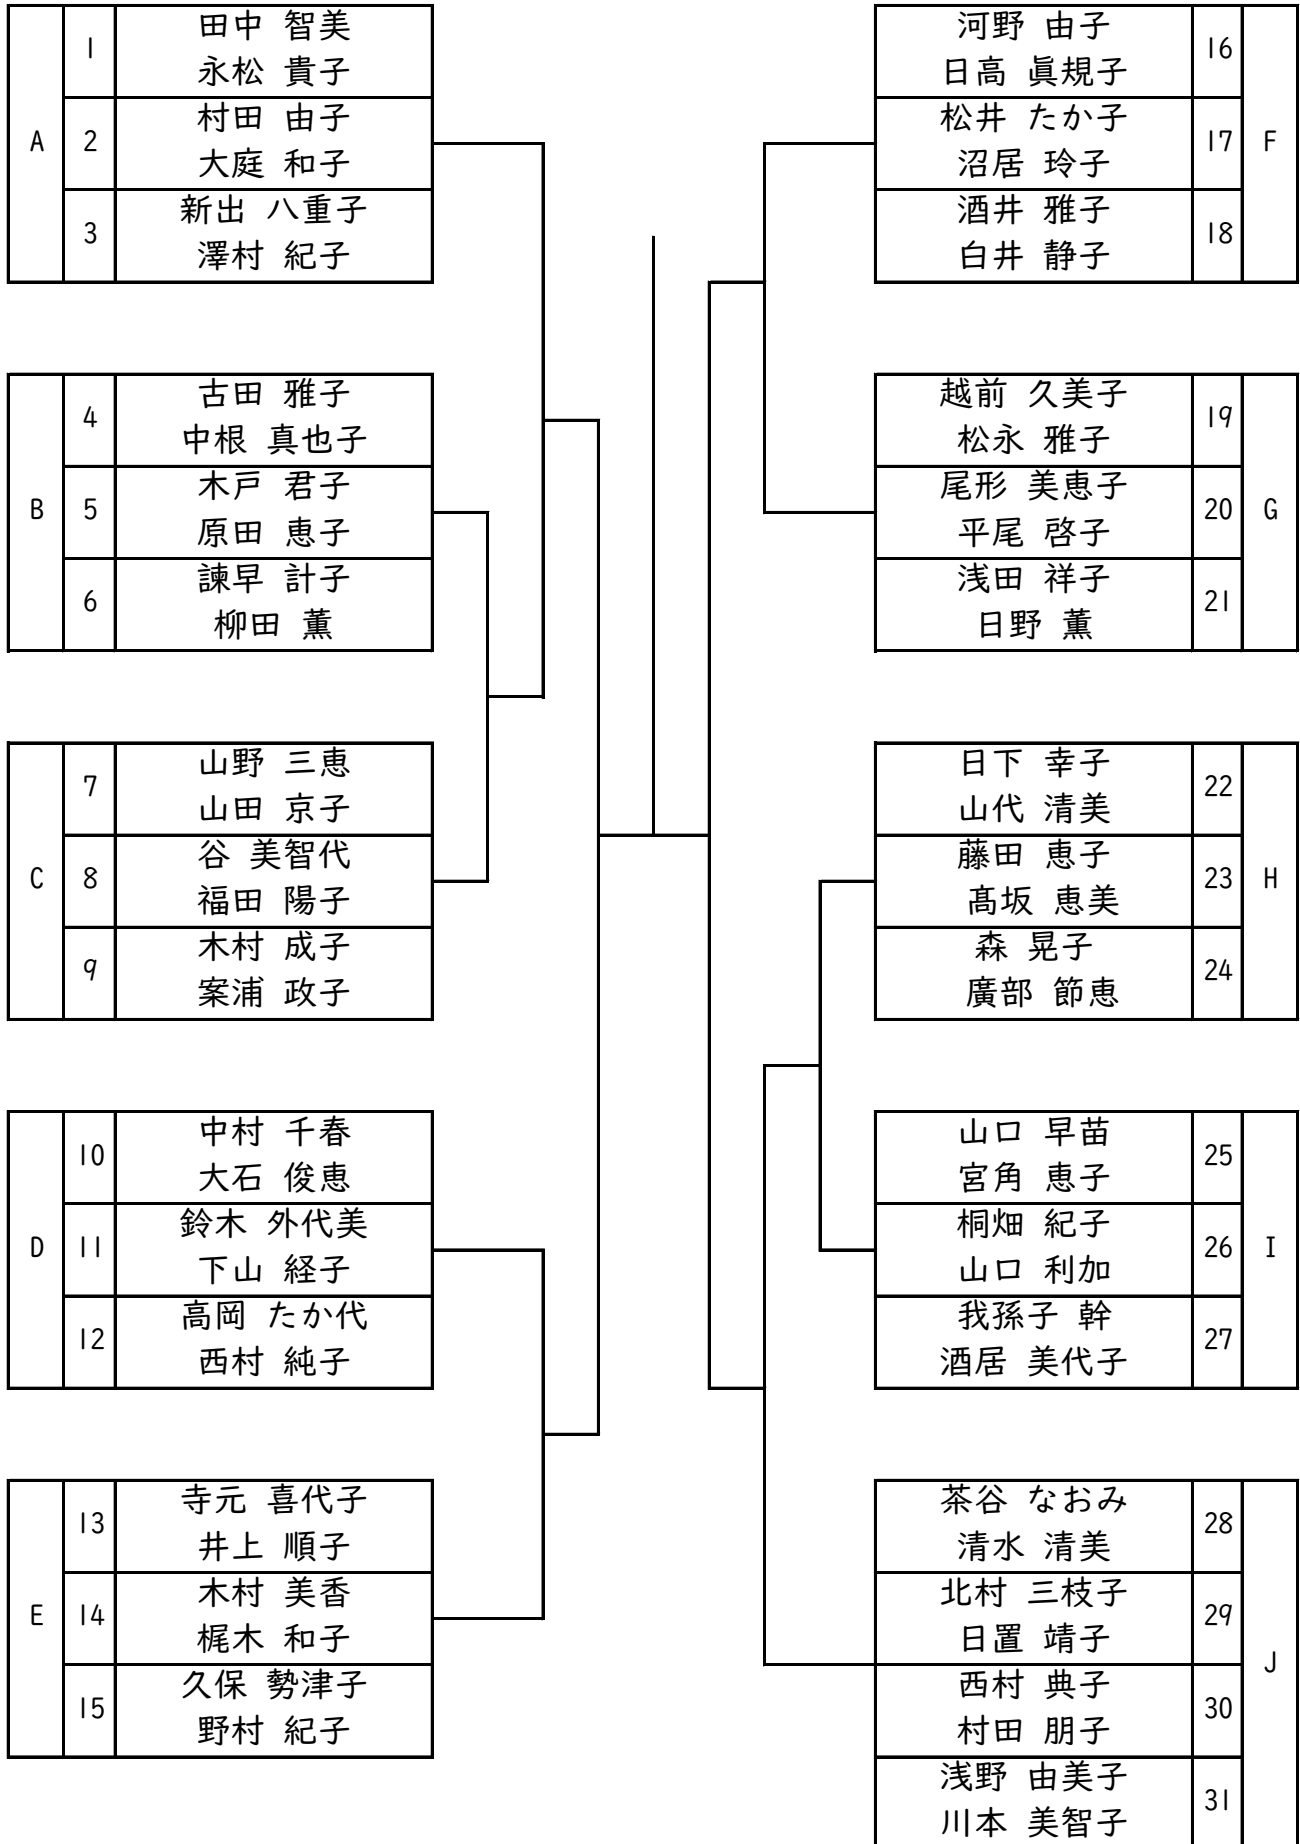 A
1
田中 智美
永松 貴子
2
村田 由子
大庭 和子
3
新出 八重子
澤村 紀子
B
4
古田 雅子
中根 真也子
5
木戸 君子
原田 恵子
6
諫早 計子
柳田 薫
C
7
山野 三恵
山田 京子
8
谷 美智代
福田 陽子
9
木村 成子
案浦 政子
D
10
中村 千春
大石 俊恵
11
鈴木 外代美
下山 経子
12
高岡 たか代
西村 純子
E
13
寺元 喜代子
井上 順子
14
木村 美香
梶木 和子
15
久保 勢津子
野村 紀子
河野 由子
日高 眞規子
16
松井 たか子
沼居 玲子
17
酒井 雅子
白井 静子
18
F
越前 久美子
松永 雅子
19
尾形 美恵子
平尾 啓子
20
浅田 祥子
日野 薫
21
G
日下 幸子
山代 清美
22
藤田 恵子
髙坂 恵美
23
森 晃子
廣部 節恵
24
H
山口 早苗
宮角 恵子
25
桐畑 紀子
山口 利加
26
我孫子 幹
酒居 美代子
27
I
茶谷 なおみ
清水 清美
28
北村 三枝子
日置 靖子
29
西村 典子
村田 朋子
30
浅野 由美子
川本 美智子
31
J